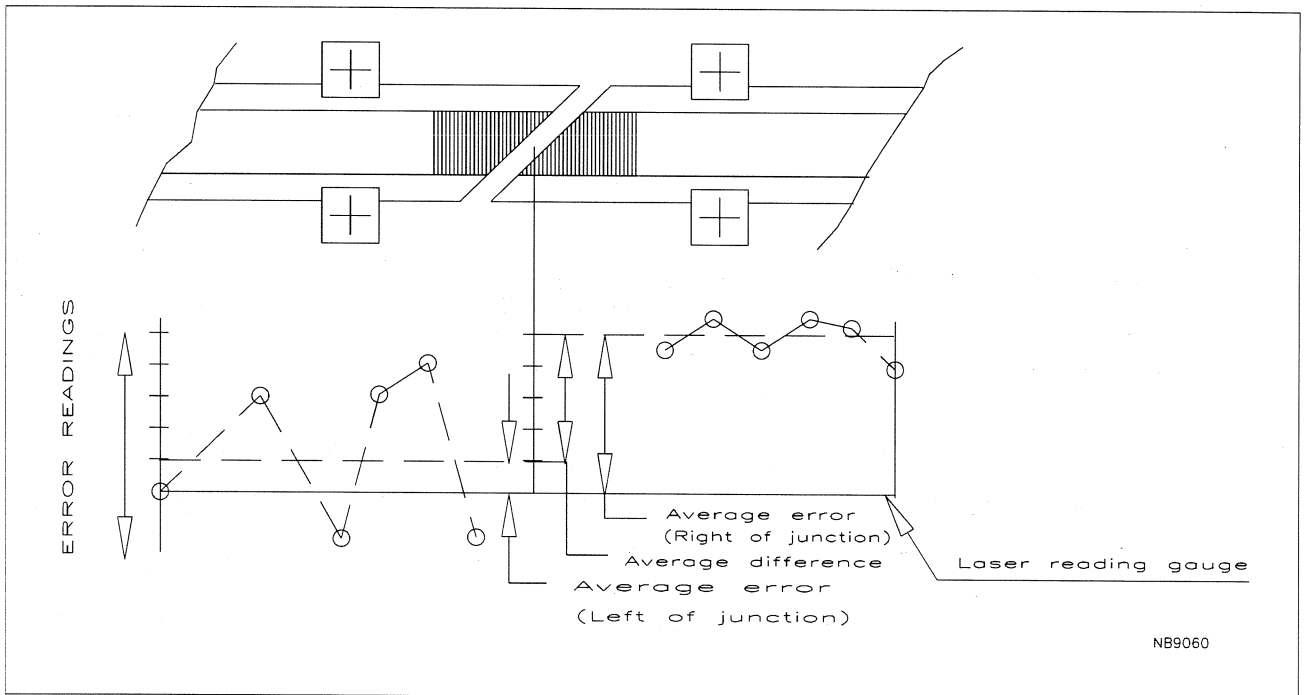 ERROR READINGS
Average error
(Right of junction)
Average difference
Average error
(Left of junction)
Laser reading gauge
NB9060